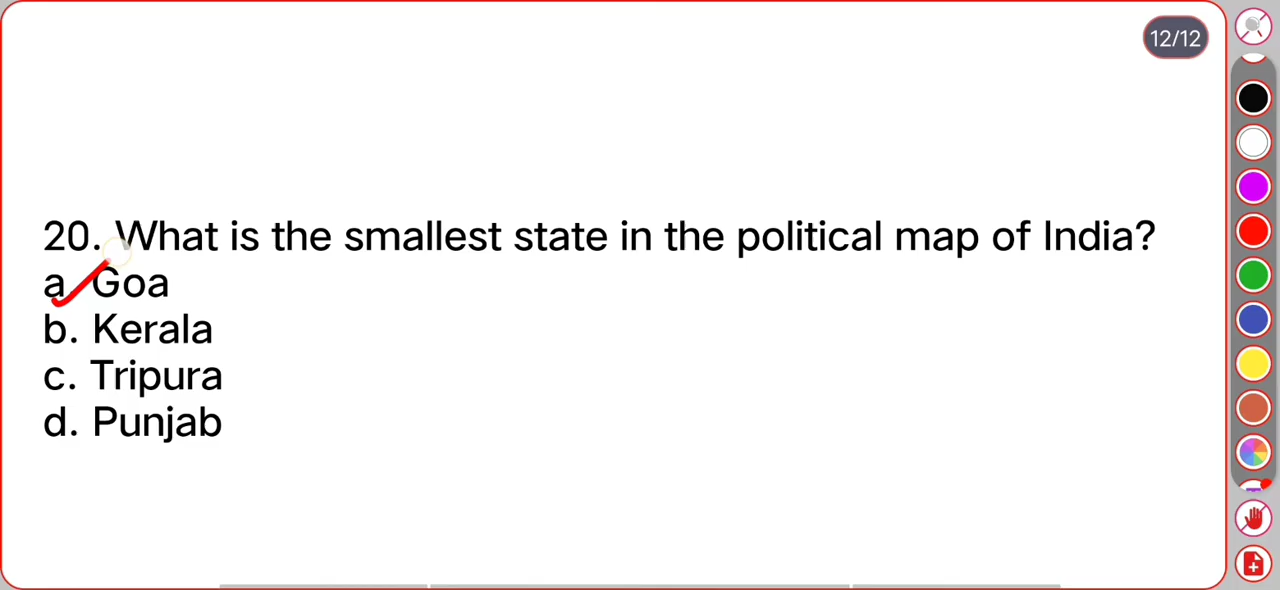 12/12
20. What is the smallest state in the political map of India?
a. Goa
b. Kerala
c. Tripura
d. Punjab